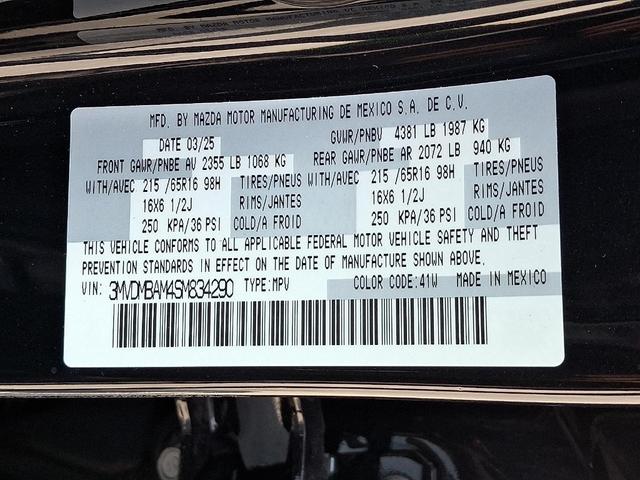 MFD. BY MAZDA MOTOR MANUFACTURING DE MEXICO S.A. DE C.V.
DATE 03/25 GVWR/PNBV 4381 LB 1987 KG
FRONT GAWR/PNBE AV 2355 LB 1068 KG REAR GAWR/PNBE AR 2072 LB 940 KG
WITH/AVEC 215 /65R16 98H TIRES/PNEUS WITH/AVEC 215 /65R16 98H TIRES/PNEUS
16X6 1/2J RIMS/JANTES 16X6 1/2J RIMS/JANTES
250 KPA/36 PSI COLD/A FROID 250 KPA/36 PSI COLD/A FROID
THIS VEHICLE CONFORMS TO ALL APPLICABLE FEDERAL MOTOR VEHICLE SAFETY AND THEFT
PREVENTION STANDARDS IN EFFECT ON THE DATE OF MANUFACTURE SHOWN ABOVE.
VIN: 3MVDMBAM4SM834290 TYPE:MPV COLOR CODE:41W MADE IN MEXICO